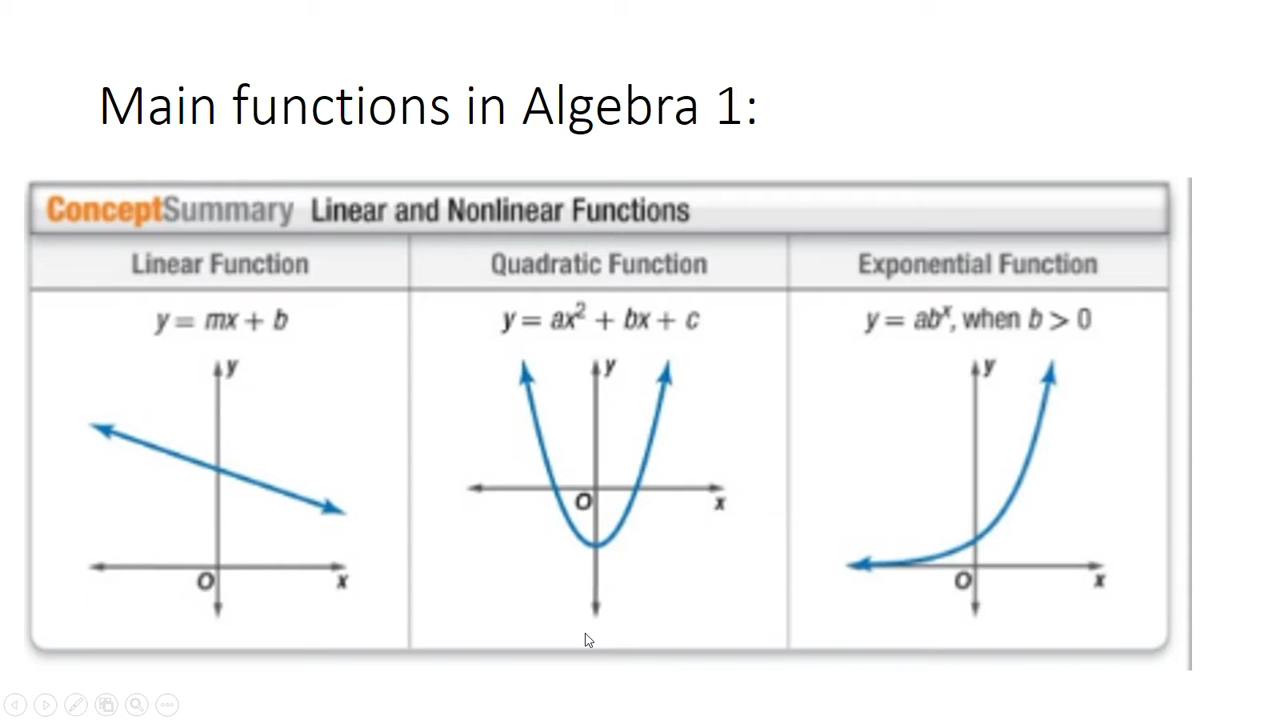 Main functions in Algebra 1:
ConceptSummary Linear and Nonlinear Functions
Linear Function
y = mx + b
y
O
x
Quadratic Function
y = ax² + bx + c
y
O
x
Exponential Function
y = abˣ, when b > 0
y
O
x